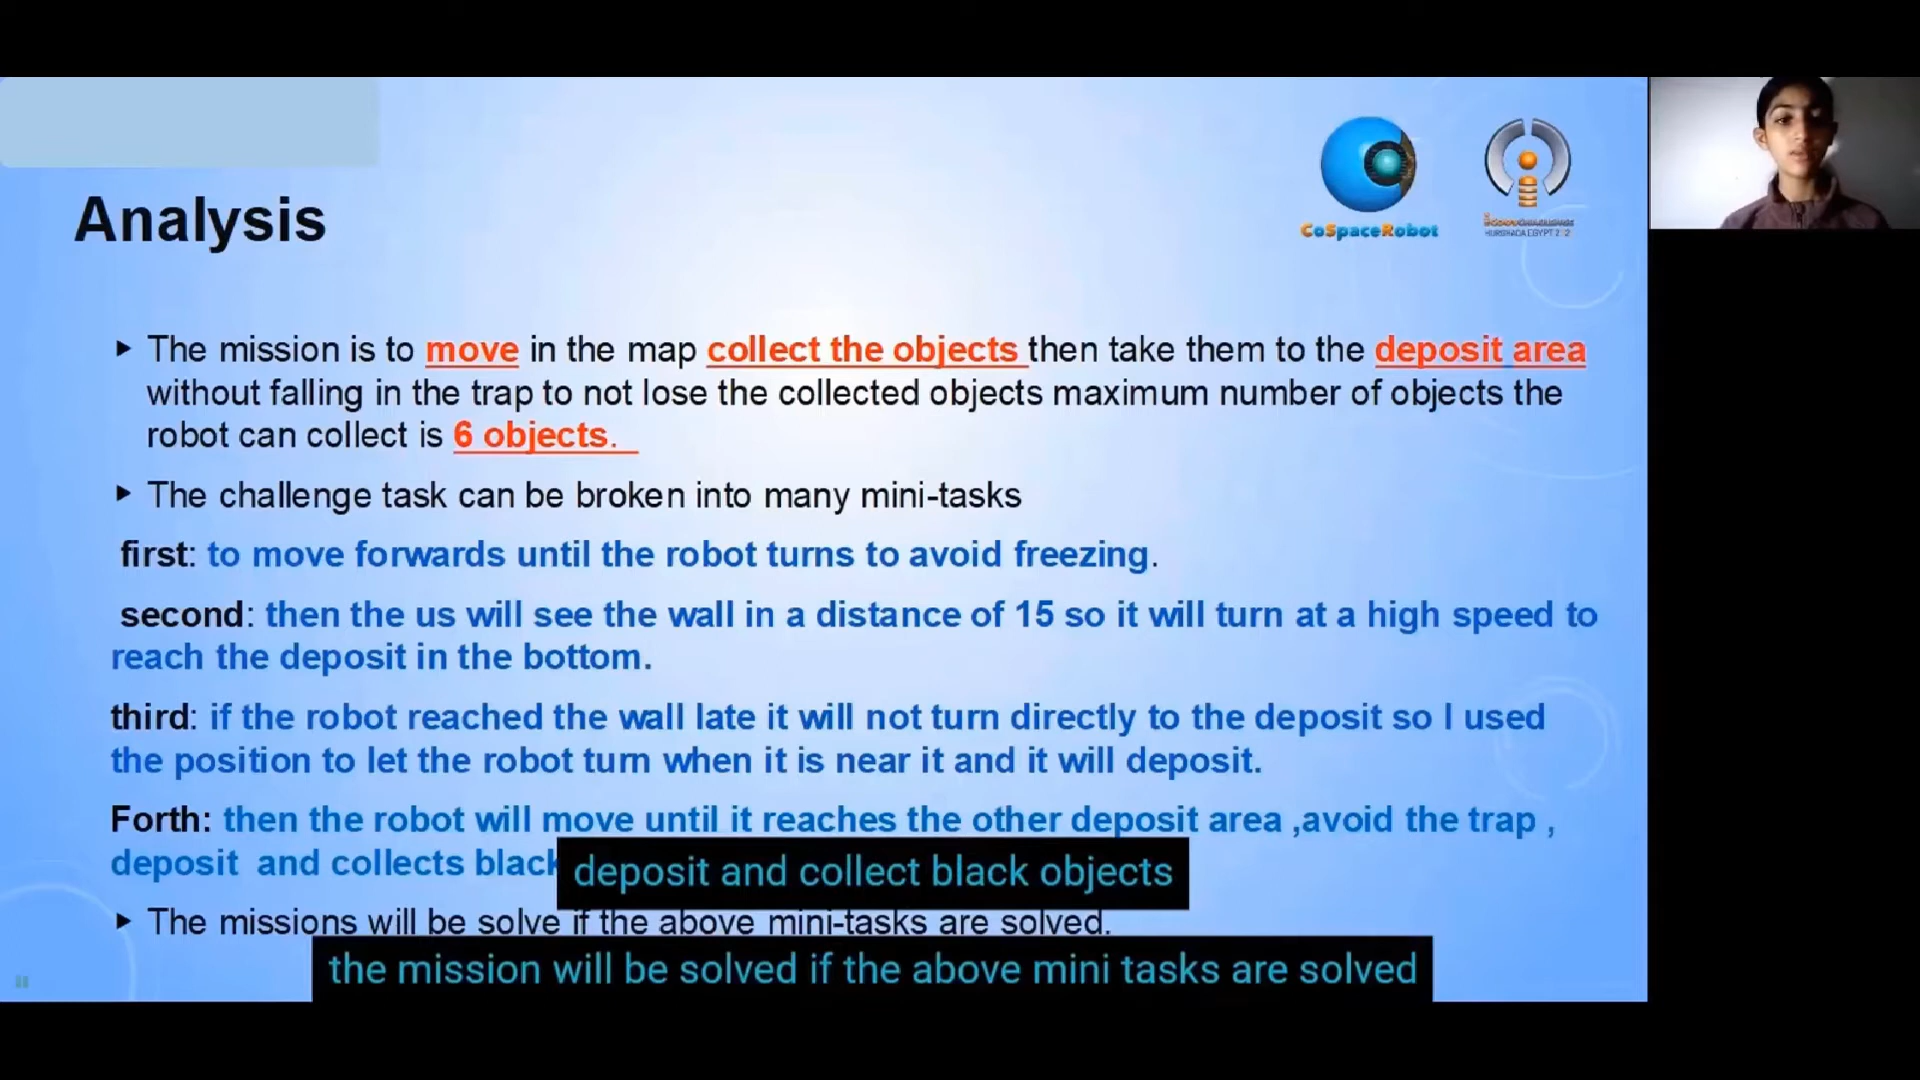 CoSpaceRobot
HURGHADA EGYPT 2022
Analysis
The mission is to move in the map collect the objects then take them to the deposit area
without falling in the trap to not lose the collected objects maximum number of objects the
robot can collect is 6 objects.
The challenge task can be broken into many mini-tasks
first: to move forwards until the robot turns to avoid freezing.
second: then the us will see the wall in a distance of 15 so it will turn at a high speed to
reach the deposit in the bottom.
third: if the robot reached the wall late it will not turn directly to the deposit so I used
the position to let the robot turn when it is near it and it will deposit.
Forth: then the robot will move until it reaches the other deposit area ,avoid the trap ,
deposit and collects black
deposit and collect black objects
The missions will be solve if the above mini-tasks are solved.
the mission will be solved if the above mini tasks are solved